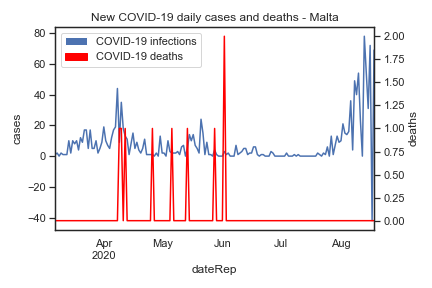 New COVID-19 daily cases and deaths - Malta
COVID-19 infections
COVID-19 deaths
80
60
40
20
0
−20
−40
cases
2.00
1.75
1.50
1.25
1.00
0.75
0.50
0.25
0.00
deaths
Apr May Jun Jul Aug
2020
dateRep